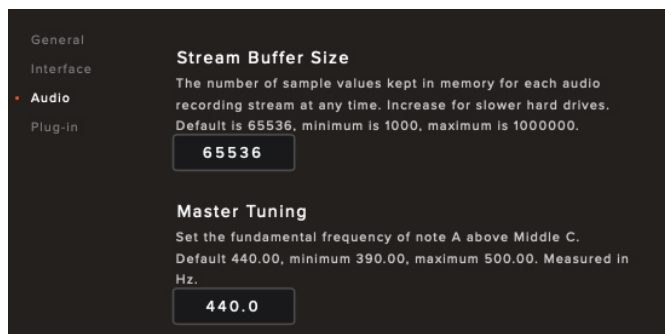 General
Interface
Audio
Plug-in
Stream Buffer Size
The number of sample values kept in memory for each audio
recording stream at any time. Increase for slower hard drives.
Default is 65536, minimum is 1000, maximum is 1000000.
65536
Master Tuning
Set the fundamental frequency of note A above Middle C.
Default 440.00, minimum 390.00, maximum 500.00. Measured in
Hz.
440.0